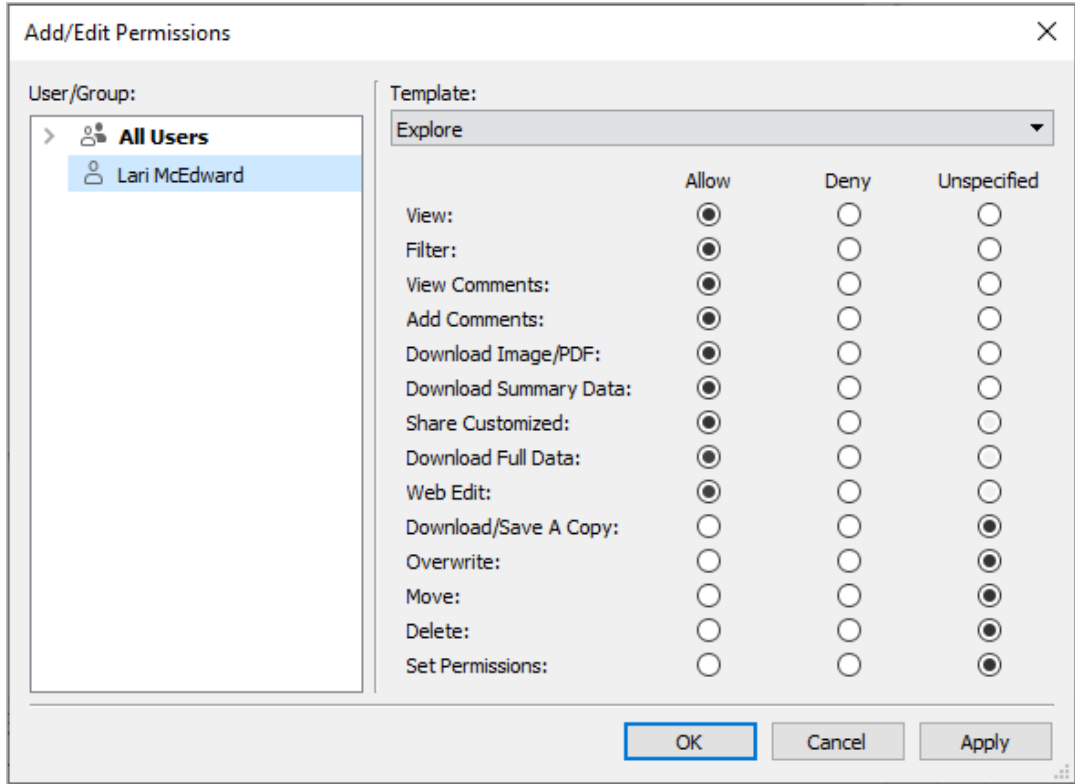 Add/Edit Permissions
User/Group:
All Users
Lari McEdward
Template:
Explore
Allow Deny Unspecified
View:
Filter:
View Comments:
Add Comments:
Download Image/PDF:
Download Summary Data:
Share Customized:
Download Full Data:
Web Edit:
Download/Save A Copy:
Overwrite:
Move:
Delete:
Set Permissions:
OK Cancel Apply